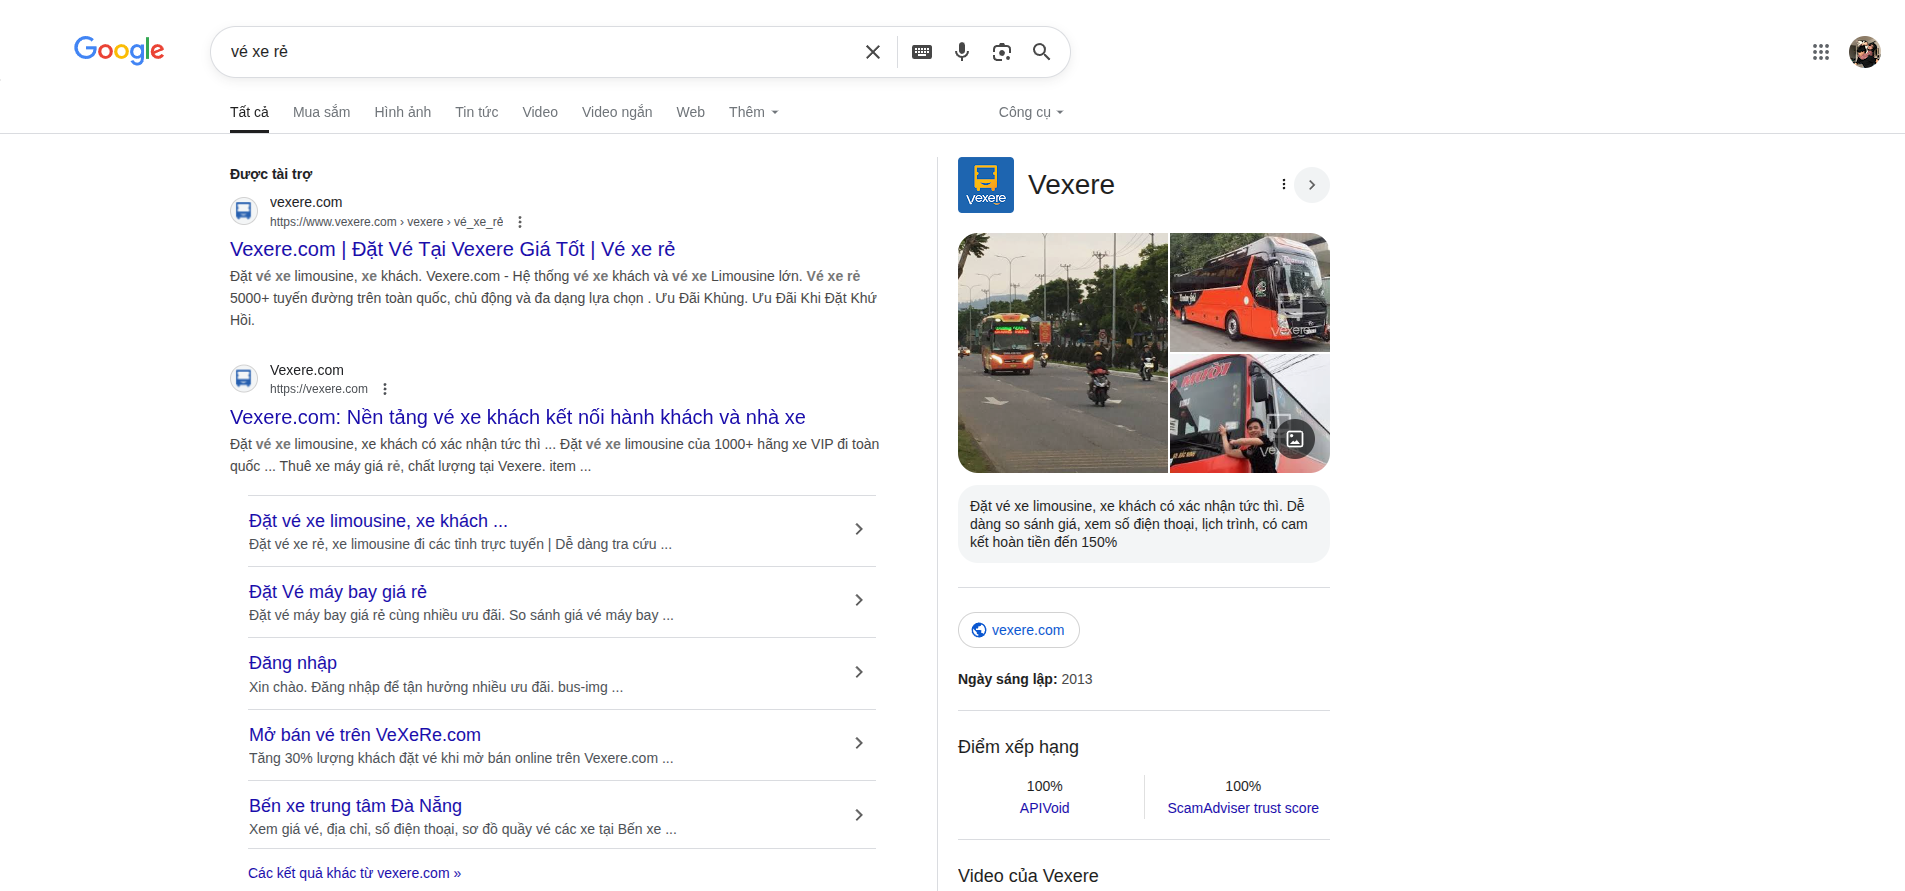 Google
vé xe rẻ
Tất cả
Mua sắm
Hình ảnh
Tin tức
Video
Video ngắn
Web
Thêm
Công cụ
Được tài trợ
vexere.com
https://www.vexere.com › vexere › vé_xe_rẻ
Vexere.com | Đặt Vé Tại Vexere Giá Tốt | Vé xe rẻ
Đặt vé xe limousine, xe khách. Vexere.com - Hệ thống vé xe khách và vé xe Limousine lớn. Vé xe rẻ
5000+ tuyến đường trên toàn quốc, chủ động và đa dạng lựa chọn . Ưu Đãi Khủng. Ưu Đãi Khi Đặt Khứ
Hồi.
Vexere.com
https://vexere.com
Vexere.com: Nền tảng vé xe khách kết nối hành khách và nhà xe
Đặt vé xe limousine, xe khách có xác nhận tức thì ... Đặt vé xe limousine của 1000+ hãng xe VIP đi toàn
quốc ... Thuê xe máy giá rẻ, chất lượng tại Vexere. item ...
Đặt vé xe limousine, xe khách ...
Đặt vé xe rẻ, xe limousine đi các tỉnh trực tuyến | Dễ dàng tra cứu ...
Đặt Vé máy bay giá rẻ
Đặt vé máy bay giá rẻ cùng nhiều ưu đãi. So sánh giá vé máy bay ...
Đăng nhập
Xin chào. Đăng nhập để tận hưởng nhiều ưu đãi. bus-img ...
Mở bán vé trên VeXeRe.com
Tăng 30% lượng khách đặt vé khi mở bán online trên Vexere.com ...
Bến xe trung tâm Đà Nẵng
Xem giá vé, địa chỉ, số điện thoại, sơ đồ quầy vé các xe tại Bến xe ...
Các kết quả khác từ vexere.com »
vexere
Vexere
vexere
Đặt vé xe limousine, xe khách có xác nhận tức thì. Dễ
dàng so sánh giá, xem số điện thoại, lịch trình, có cam
kết hoàn tiền đến 150%
vexere.com
Ngày sáng lập: 2013
Điểm xếp hạng
100%
APIVoid
100%
ScamAdviser trust score
Video của Vexere